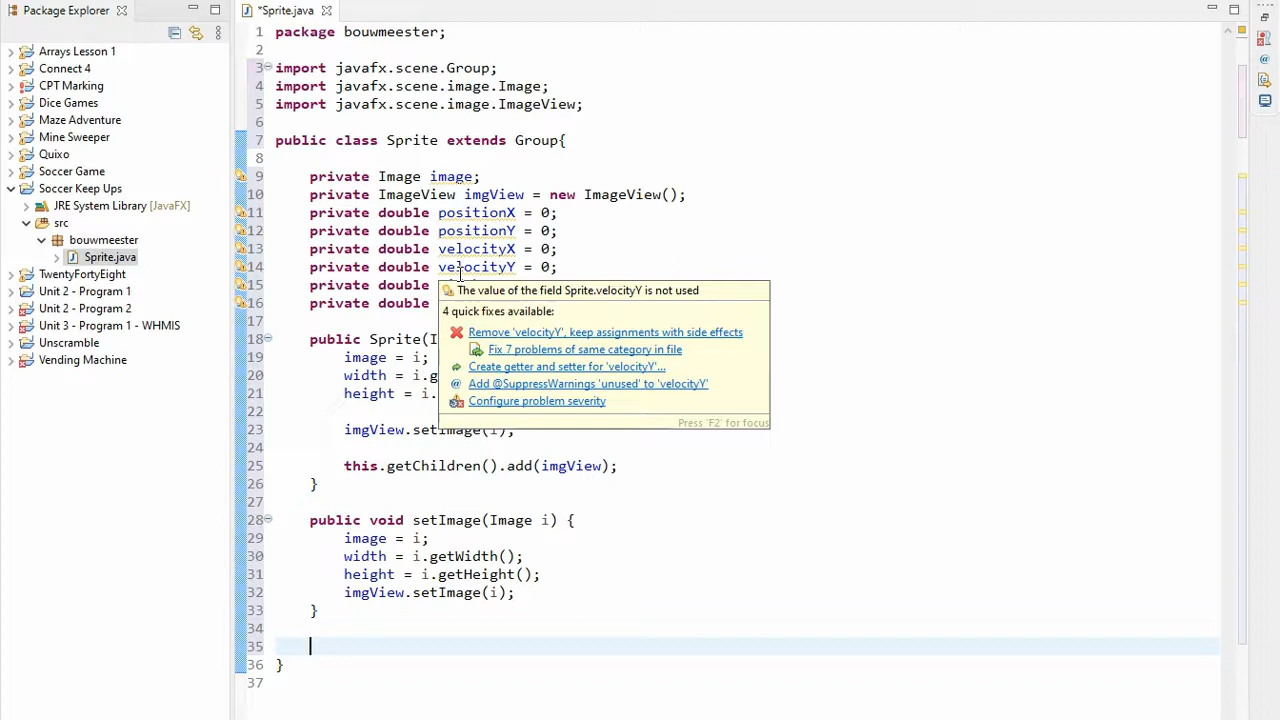 Package Explorer
*Sprite.java
Arrays Lesson 1
Connect 4
CPT Marking
Dice Games
Maze Adventure
Mine Sweeper
Quixo
Soccer Game
Soccer Keep Ups
JRE System Library [JavaFX]
src
bouwmeester
Sprite.java
TwentyFortyEight
Unit 2 - Program 1
Unit 2 - Program 2
Unit 3 - Program 1 - WHMIS
Unscramble
Vending Machine
1 package bouwmeester;
2
3 import javafx.scene.Group;
4 import javafx.scene.image.Image;
5 import javafx.scene.image.ImageView;
6
7 public class Sprite extends Group{
8
9 private Image image;
10 private ImageView imgView = new ImageView();
11 private double positionX = 0;
12 private double positionY = 0;
13 private double velocityX = 0;
14 private double velocityY = 0;
15 private double
16 private double
17
18 public Sprite(I
19 image = i;
20 width = i.g
21 height = i.
22
23 imgView.setImage(i);
24
25 this.getChildren().add(imgView);
26 }
27
28 public void setImage(Image i) {
29 image = i;
30 width = i.getWidth();
31 height = i.getHeight();
32 imgView.setImage(i);
33 }
34
35
36 }
37
The value of the field Sprite.velocityY is not used
4 quick fixes available:
Remove 'velocityY', keep assignments with side effects
Fix 7 problems of same category in file
Create getter and setter for 'velocityY'...
Add @SuppressWarnings 'unused' to 'velocityY'
Configure problem severity
Press 'F2' for focus